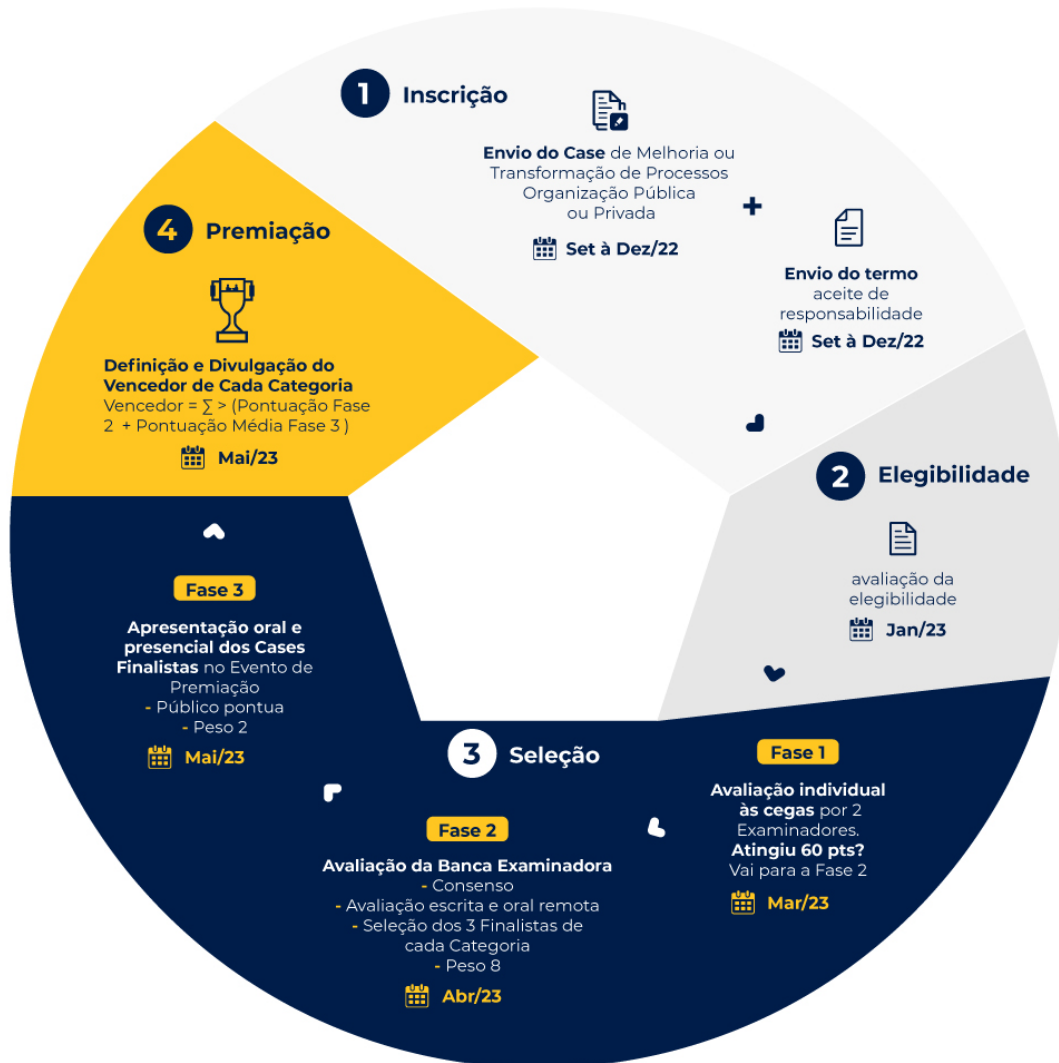 1 Inscrição
Envio do Case de Melhoria ou
Transformação de Processos
Organização Pública
ou Privada
Set à Dez/22
+
Envio do termo
aceite de
responsabilidade
Set à Dez/22
2 Elegibilidade
avaliação da
elegibilidade
Jan/23
3 Seleção
Fase 1
Avaliação individual
às cegas por 2
Examinadores.
Atingiu 60 pts?
Vai para a Fase 2
Mar/23
Fase 2
Avaliação da Banca Examinadora
- Consenso
- Avaliação escrita e oral remota
- Seleção dos 3 Finalistas de
cada Categoria
- Peso 8
Abr/23
Fase 3
Apresentação oral e
presencial dos Cases
Finalistas no Evento de
Premiação
- Público pontua
- Peso 2
Mai/23
4 Premiação
Definição e Divulgação do
Vencedor de Cada Categoria
Vencedor = ∑ > (Pontuação Fase
2 + Pontuação Média Fase 3 )
Mai/23